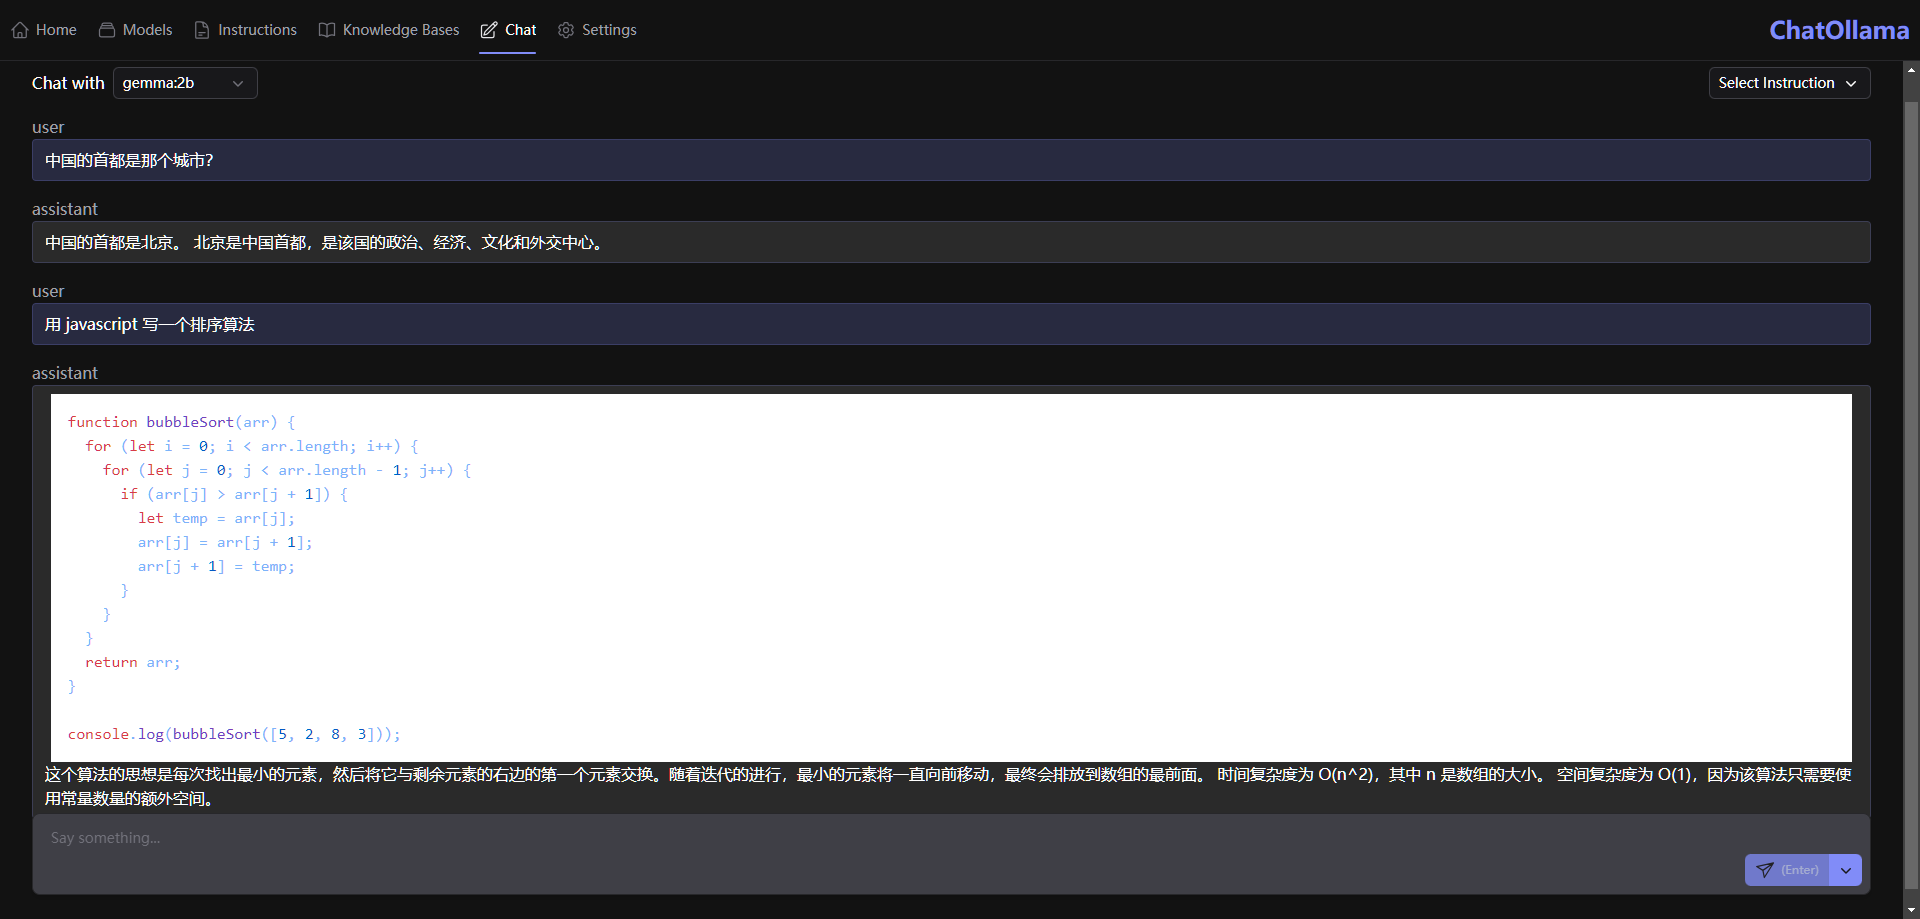 Home Models Instructions Knowledge Bases Chat Settings ChatOllama
Chat with gemma:2b Select Instruction
user
中国的首都是那个城市?
assistant
中国的首都是北京。 北京是中国首都，是该国的政治、经济、文化和外交中心。
user
用 javascript 写一个排序算法
assistant
function bubbleSort(arr) {
  for (let i = 0; i < arr.length; i++) {
    for (let j = 0; j < arr.length - 1; j++) {
      if (arr[j] > arr[j + 1]) {
        let temp = arr[j];
        arr[j] = arr[j + 1];
        arr[j + 1] = temp;
      }
    }
  }
  return arr;
}
console.log(bubbleSort([5, 2, 8, 3]));
这个算法的思想是每次找出最小的元素，然后将它与剩余元素的右边的第一个元素交换。随着迭代的进行，最小的元素将一直向前移动，最终会排放到数组的最前面。 时间复杂度为 O(n^2)，其中 n 是数组的大小。 空间复杂度为 O(1)，因为该算法只需要使
用常量数量的额外空间。
Say something...
(Enter)